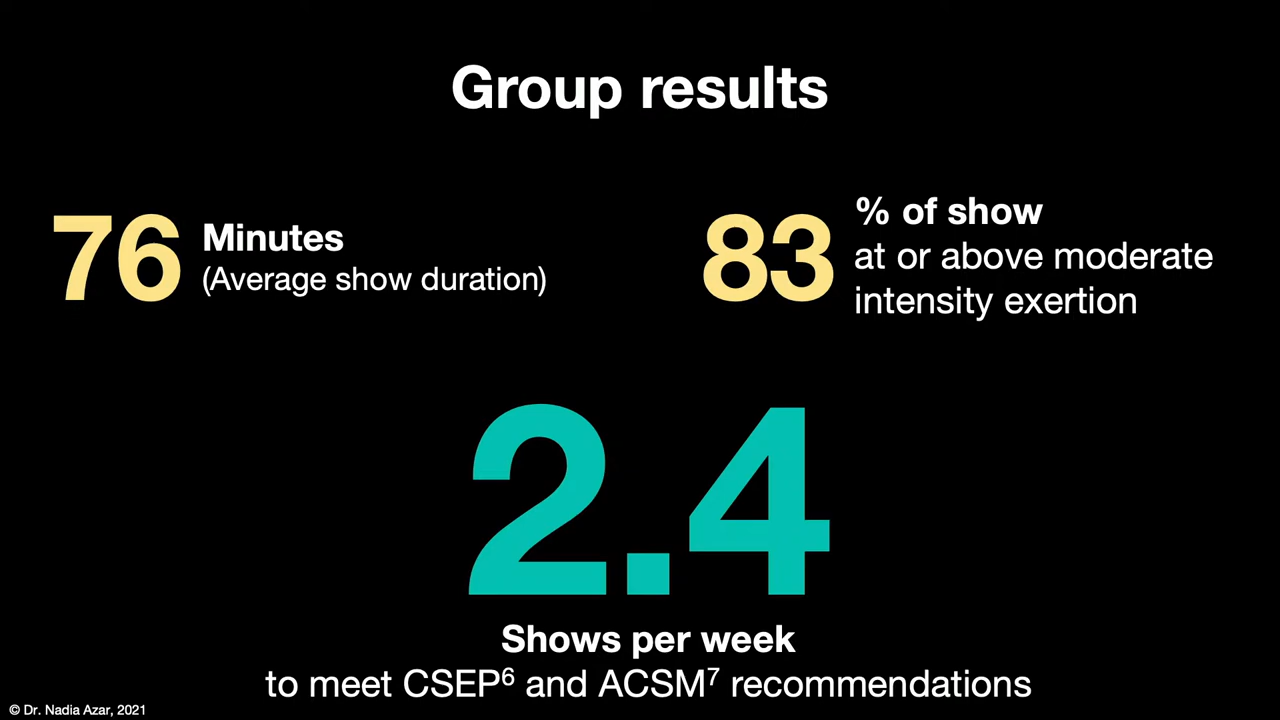 Group results
76 Minutes
(Average show duration)
83 % of show
at or above moderate
intensity exertion
2.4
Shows per week
to meet CSEP⁶ and ACSM⁷ recommendations
© Dr. Nadia Azar, 2021